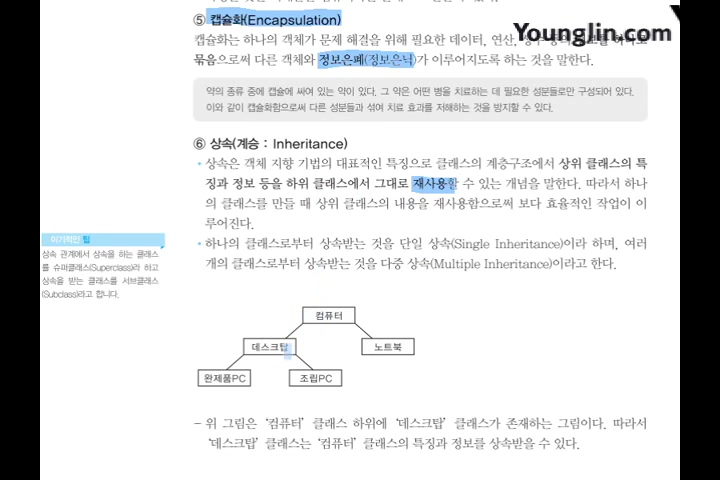 ⑤ 캡슐화(Encapsulation)
Younglin.com
캡슐화는 하나의 객체가 문제 해결을 위해 필요한 데이터, 연산,
묶음으로써 다른 객체와 정보은폐(정보은닉)가 이루어지도록 하는 것을 말한다.
약의 종류 중에 캡슐에 싸여 있는 약이 있다. 그 약은 어떤 병을 치료하는 데 필요한 성분들로만 구성되어 있다.
이와 같이 캡슐화함으로써 다른 성분들과 섞여 치료 효과를 저해하는 것을 방지할 수 있다.
⑥ 상속(계승 : Inheritance)
• 상속은 객체 지향 기법의 대표적인 특징으로 클래스의 계층구조에서 상위 클래스의 특
징과 정보 등을 하위 클래스에서 그대로 재사용할 수 있는 개념을 말한다. 따라서 하나
의 클래스를 만들 때 상위 클래스의 내용을 재사용함으로써 보다 효율적인 작업이 이
루어진다.
• 하나의 클래스로부터 상속받는 것을 단일 상속(Single Inheritance)이라 하며, 여러
개의 클래스로부터 상속받는 것을 다중 상속(Multiple Inheritance)이라고 한다.
이기적인 팁
상속 관계에서 상속을 하는 클래스
를 슈퍼클래스(Superclass)라 하고
상속을 받는 클래스를 서브클래스
(Subclass)라고 합니다.
컴퓨터
데스크탑
노트북
완제품PC
조립PC
– 위 그림은 ‘컴퓨터’ 클래스 하위에 ‘데스크탑’ 클래스가 존재하는 그림이다. 따라서
‘데스크탑’ 클래스는 ‘컴퓨터’ 클래스의 특징과 정보를 상속받을 수 있다.